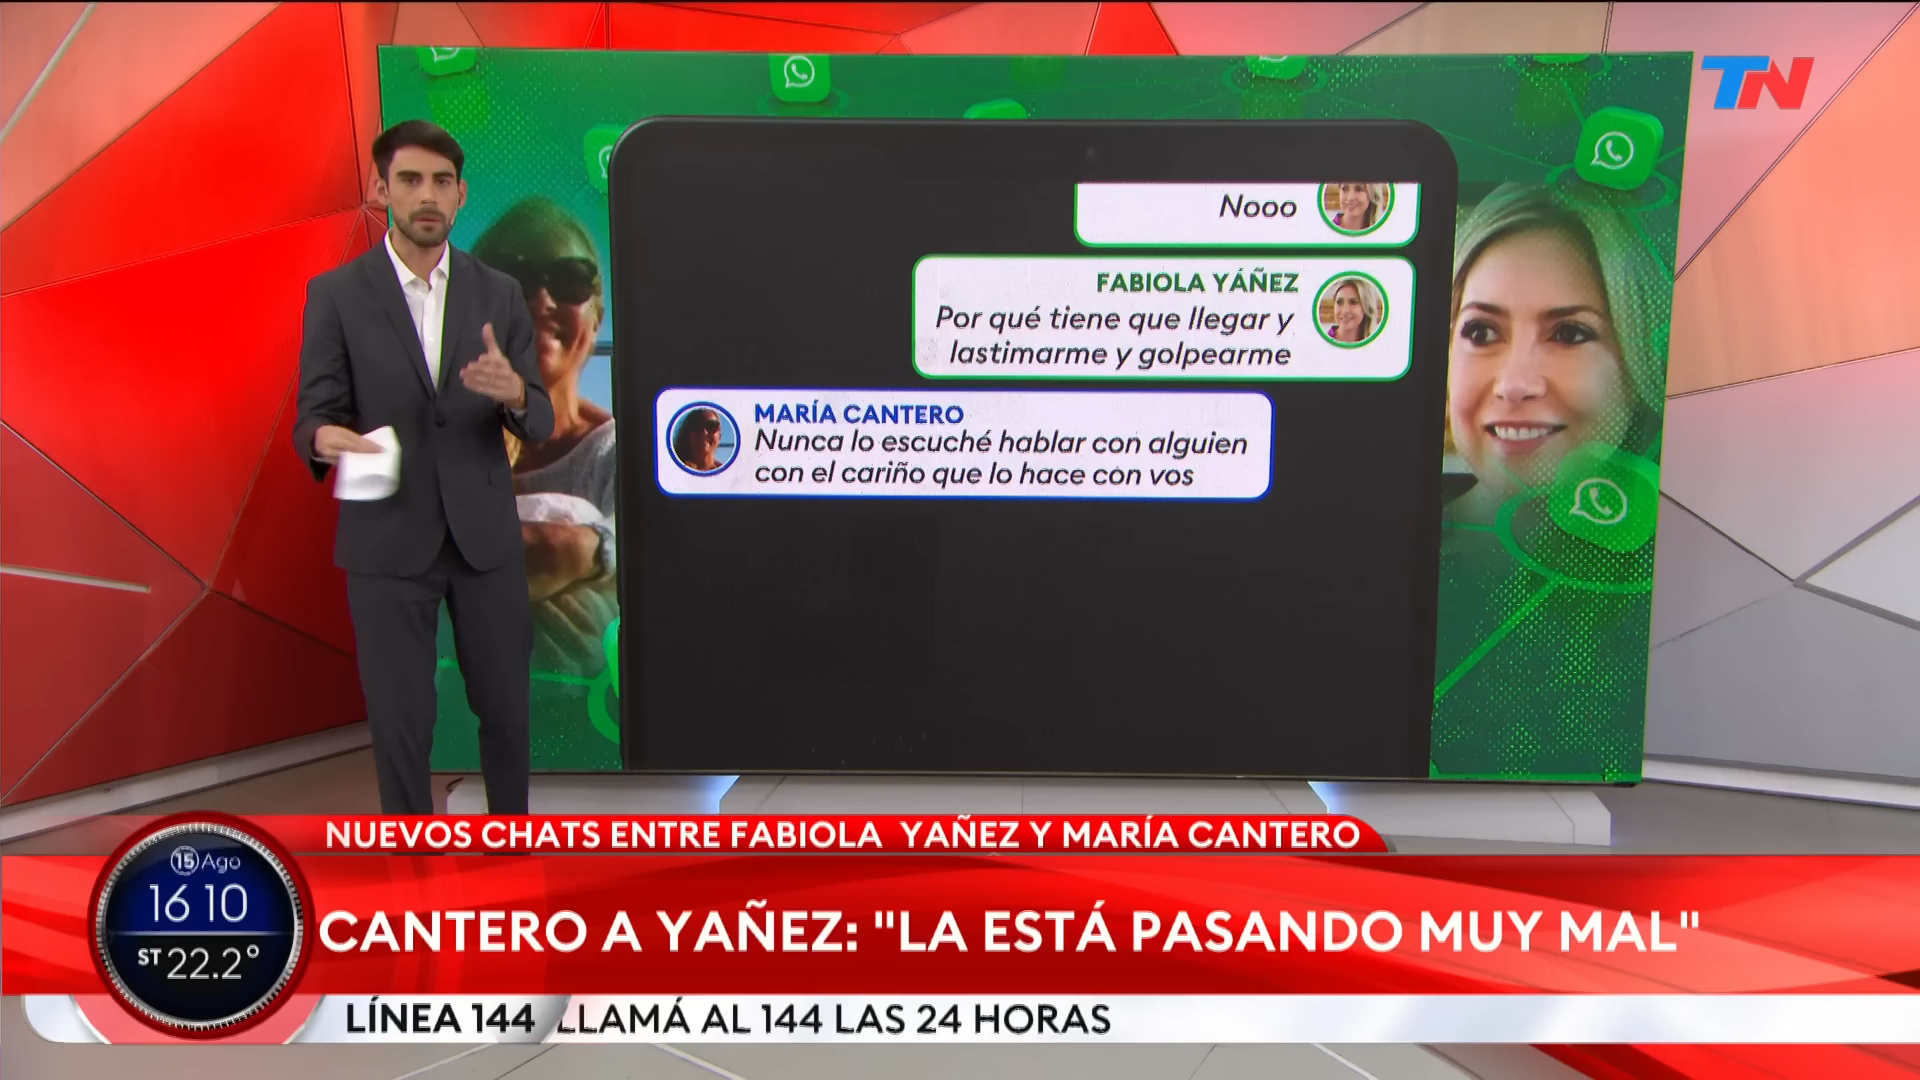 TN
Nooo
FABIOLA YÁÑEZ
Por qué tiene que llegar y
lastimarme y golpearme
MARÍA CANTERO
Nunca lo escuché hablar con alguien
con el cariño que lo hace con vos
NUEVOS CHATS ENTRE FABIOLA YAÑEZ Y MARÍA CANTERO
15 Ago
16 10
ST 22.2°
CANTERO A YAÑEZ: "LA ESTÁ PASANDO MUY MAL"
LÍNEA 144 LLAMÁ AL 144 LAS 24 HORAS